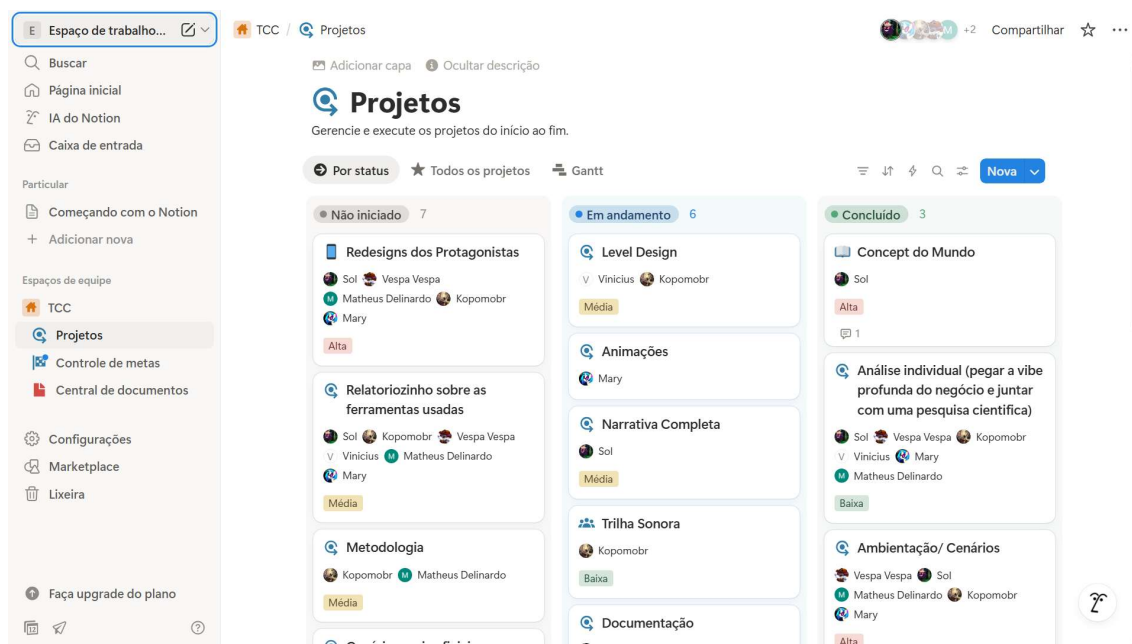 E Espaço de trabalho...
Buscar
Página inicial
IA do Notion
Caixa de entrada
Particular
Começando com o Notion
Adicionar nova
Espaços de equipe
TCC
Projetos
Controle de metas
Central de documentos
Configurações
Marketplace
Lixeira
Faça upgrade do plano
TCC / Projetos
+2 Compartilhar
Adicionar capa Ocultar descrição
Projetos
Gerencie e execute os projetos do início ao fim.
Por status Todos os projetos Gantt
Nova
Não iniciado 7
Redesigns dos Protagonistas
Sol Vespa Vespa
M Matheus Delinardo Kopomobr
Mary
Alta
Relatoriozinho sobre as
ferramentas usadas
Sol Kopomobr Vespa Vespa
V Vinicius M Matheus Delinardo
Mary
Média
Metodologia
Kopomobr M Matheus Delinardo
Média
Em andamento 6
Level Design
V Vinicius Kopomobr
Média
Animações
Mary
Narrativa Completa
Sol
Média
Trilha Sonora
Kopomobr
Baixa
Documentação
Concluído 3
Concept do Mundo
Sol
Alta
1
Análise individual (pegar a vibe
profunda do negócio e juntar
com uma pesquisa cientifica)
Sol Vespa Vespa Kopomobr
V Vinicius Mary
M Matheus Delinardo
Baixa
Ambientação/ Cenários
Vespa Vespa Sol
M Matheus Delinardo Kopomobr
Mary
Alta